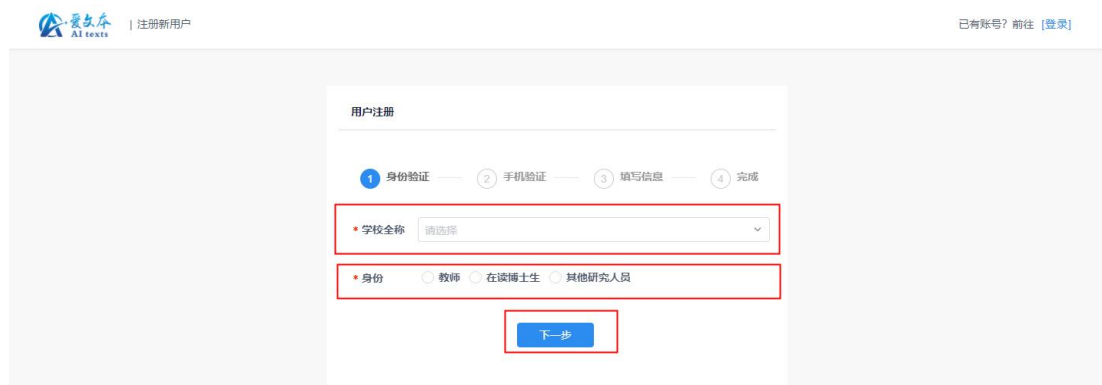 爱文本
AI texts
| 注册新用户
已有账号? 前往 [登录]
用户注册
1 身份验证 2 手机验证 3 填写信息 4 完成
* 学校全称 请选择
* 身份 教师 在读博士生 其他研究人员
下一步